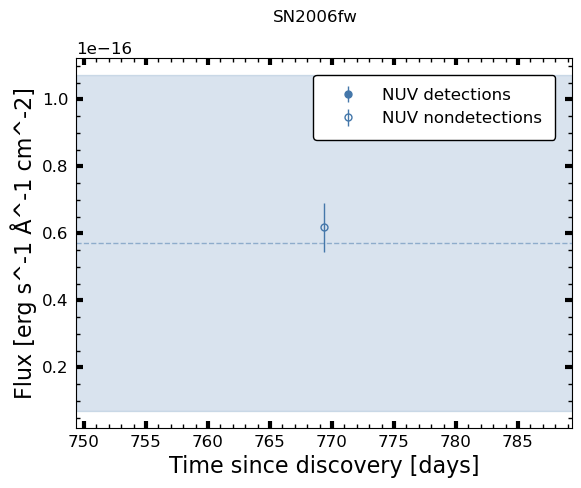 SN2006fw
1e−16
NUV detections
NUV nondetections
1.0
0.8
0.6
0.4
0.2
Flux [erg s^-1 Å^-1 cm^-2]
750 755 760 765 770 775 780 785
Time since discovery [days]